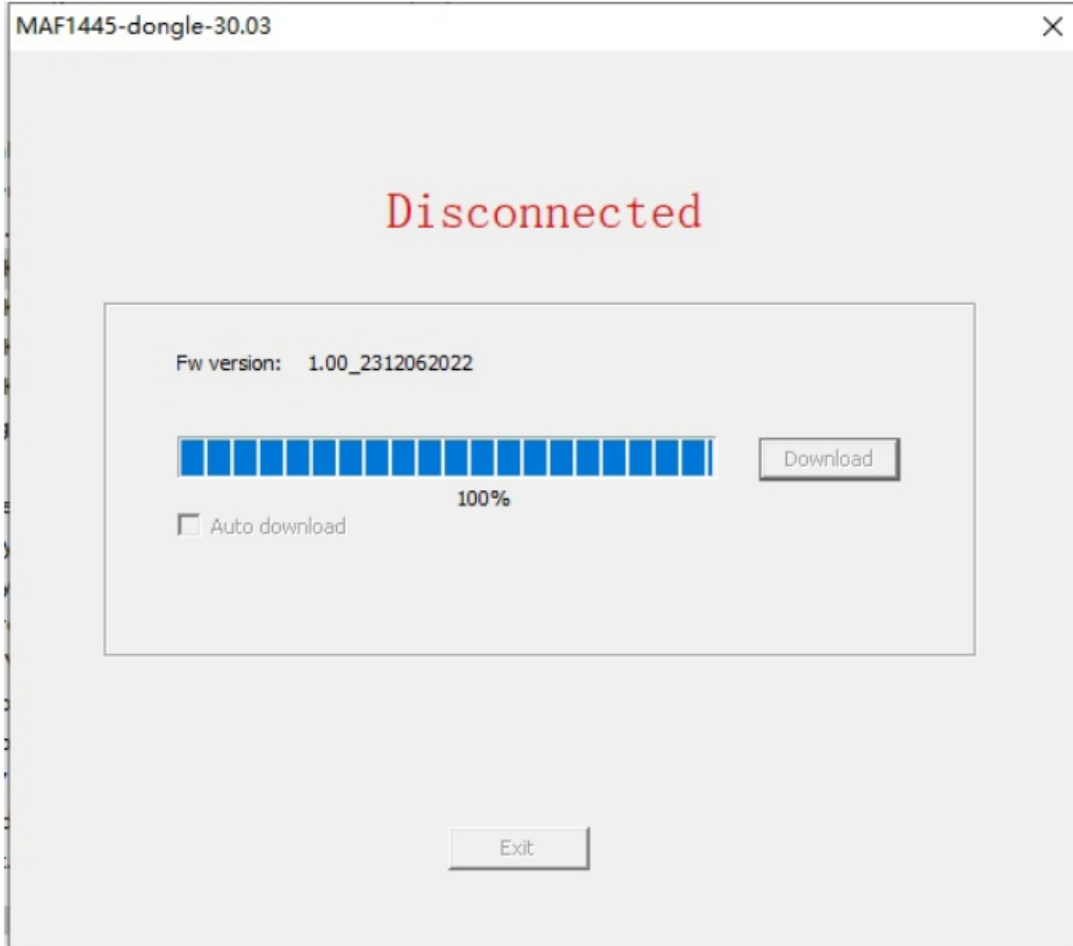 MAF1445-dongle-30.03
Disconnected
Fw version: 1.00_2312062022
Download
100%
Auto download
Exit